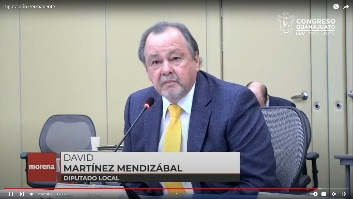 CONGRESO
GUANAJUATO
morena
DAVID
MARTÍNEZ MENDIZÁBAL
DIPUTADO LOCAL